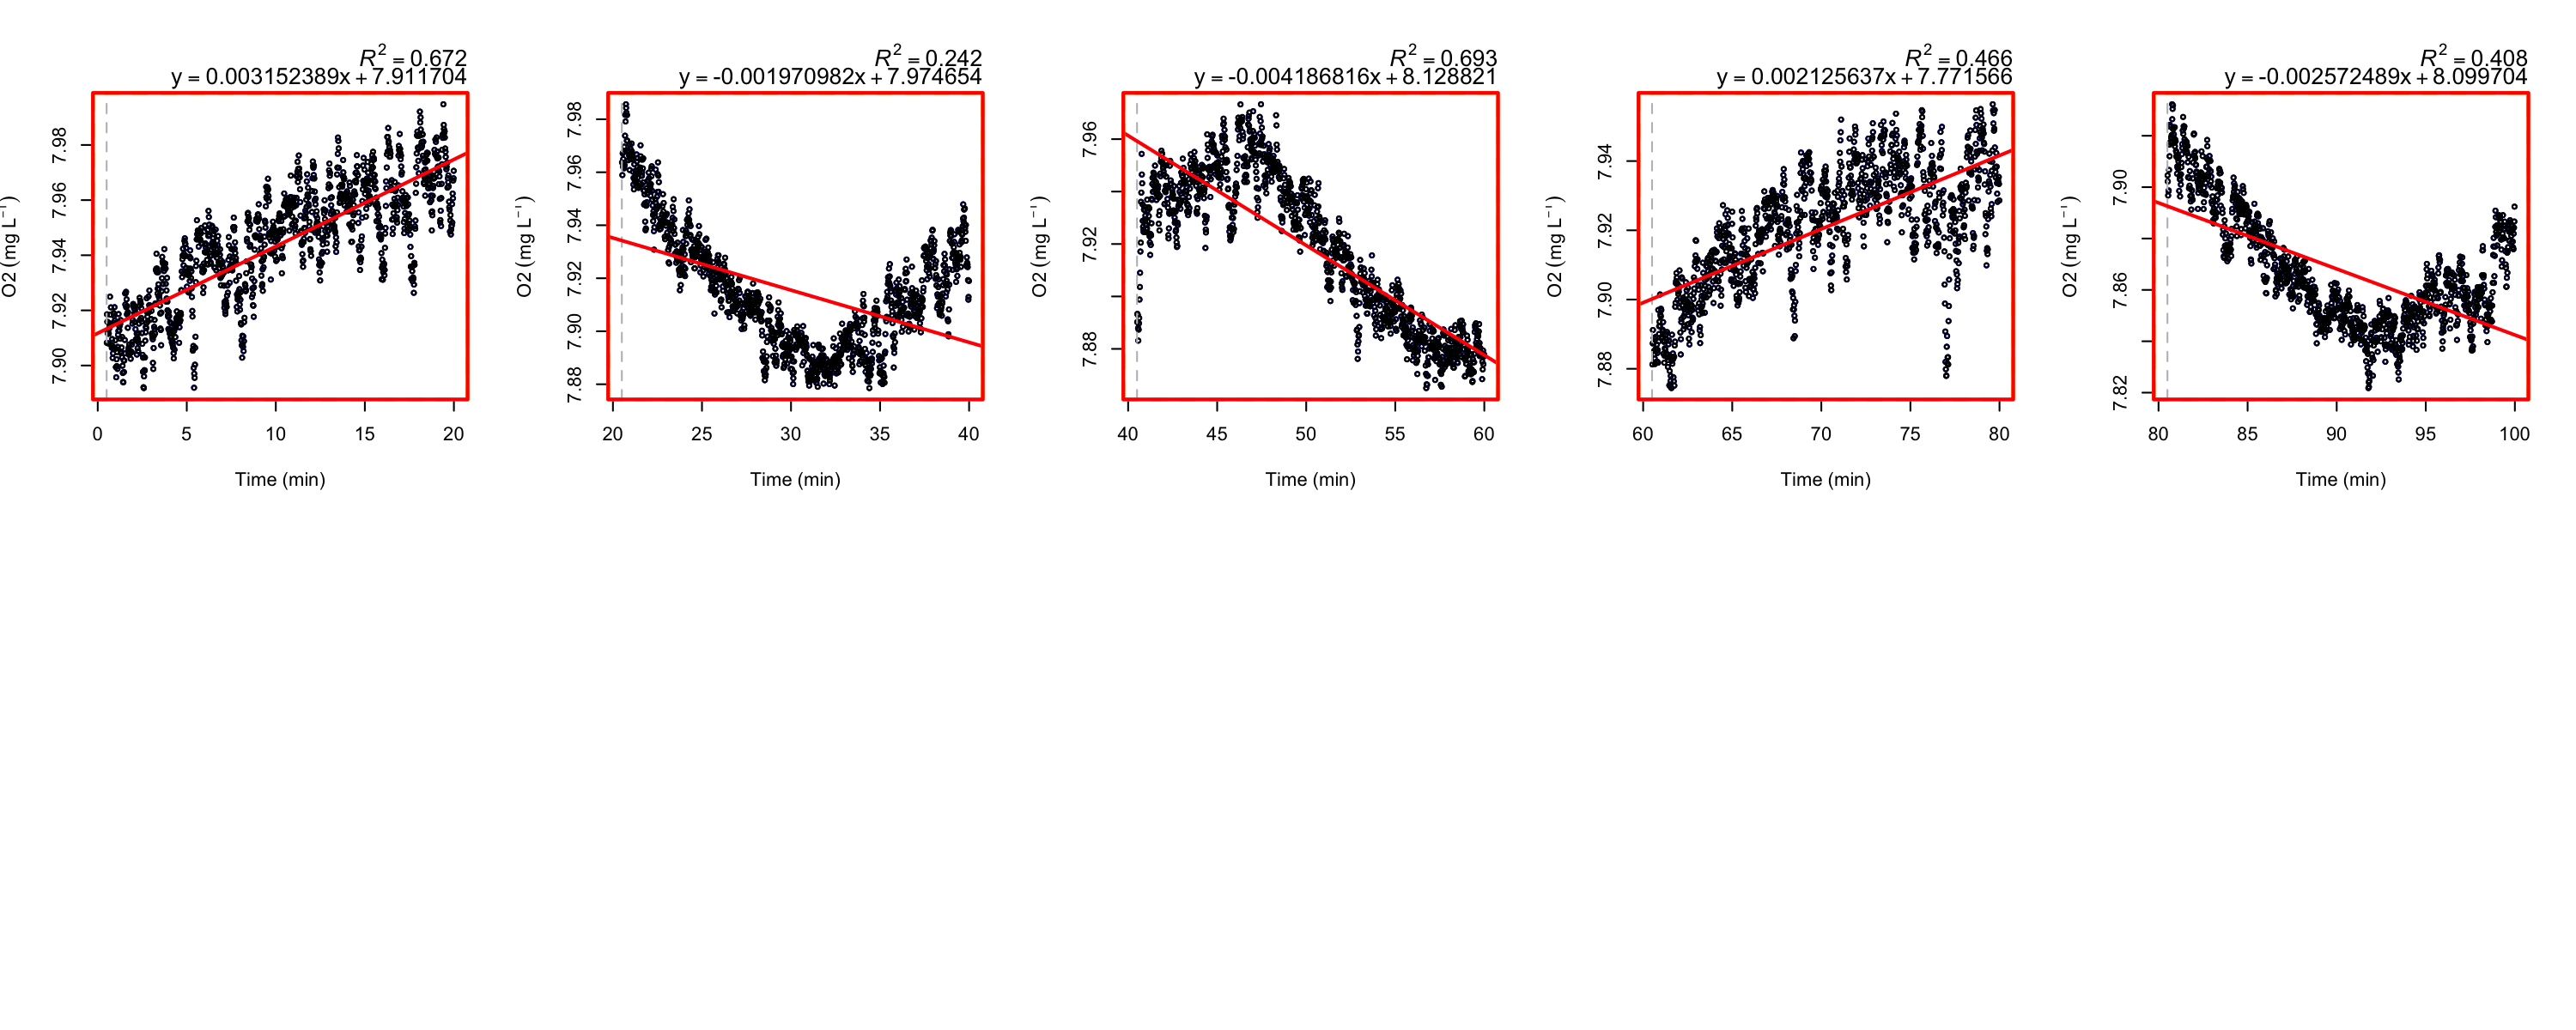 R² = 0.672
y = 0.003152389x + 7.911704
O2 (mg L⁻¹)
7.98
7.96
7.94
7.92
7.90
0 5 10 15 20
Time (min)
R² = 0.242
y = -0.001970982x + 7.974654
O2 (mg L⁻¹)
7.98
7.96
7.94
7.92
7.90
7.88
20 25 30 35 40
Time (min)
R² = 0.693
y = -0.004186816x + 8.128821
O2 (mg L⁻¹)
7.96
7.92
7.88
40 45 50 55 60
Time (min)
R² = 0.466
y = 0.002125637x + 7.771566
O2 (mg L⁻¹)
7.94
7.92
7.90
7.88
60 65 70 75 80
Time (min)
R² = 0.408
y = -0.002572489x + 8.099704
O2 (mg L⁻¹)
7.90
7.86
7.82
80 85 90 95 100
Time (min)